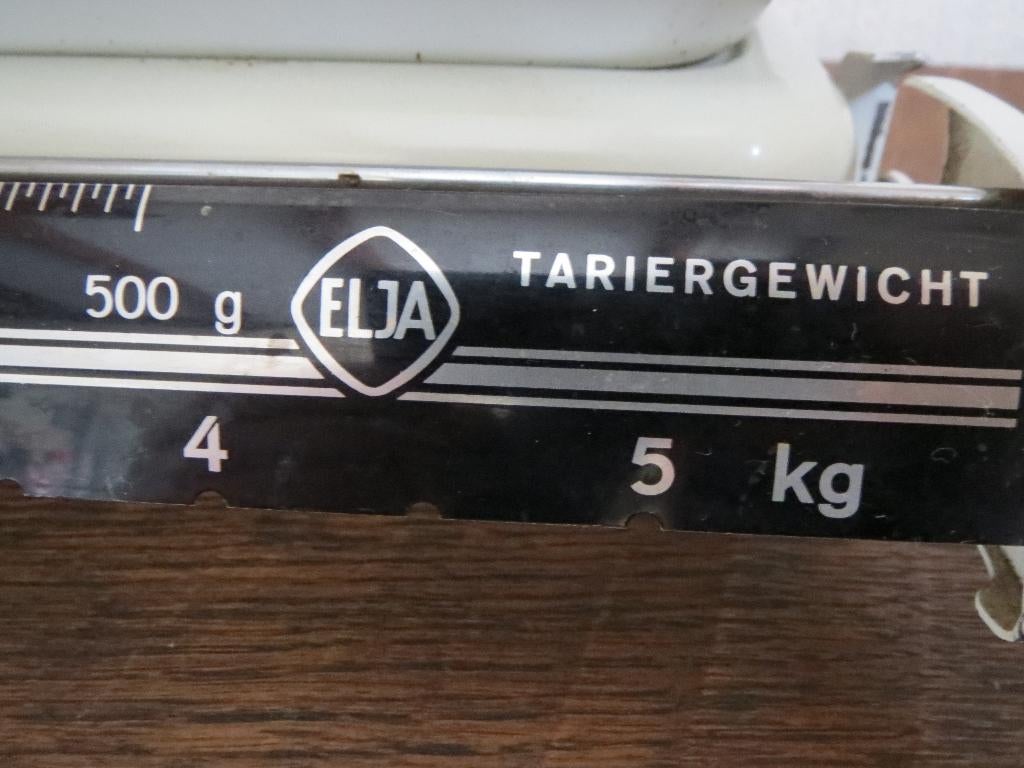 500 g ELJA TARIERGEWICHT
4 5 kg